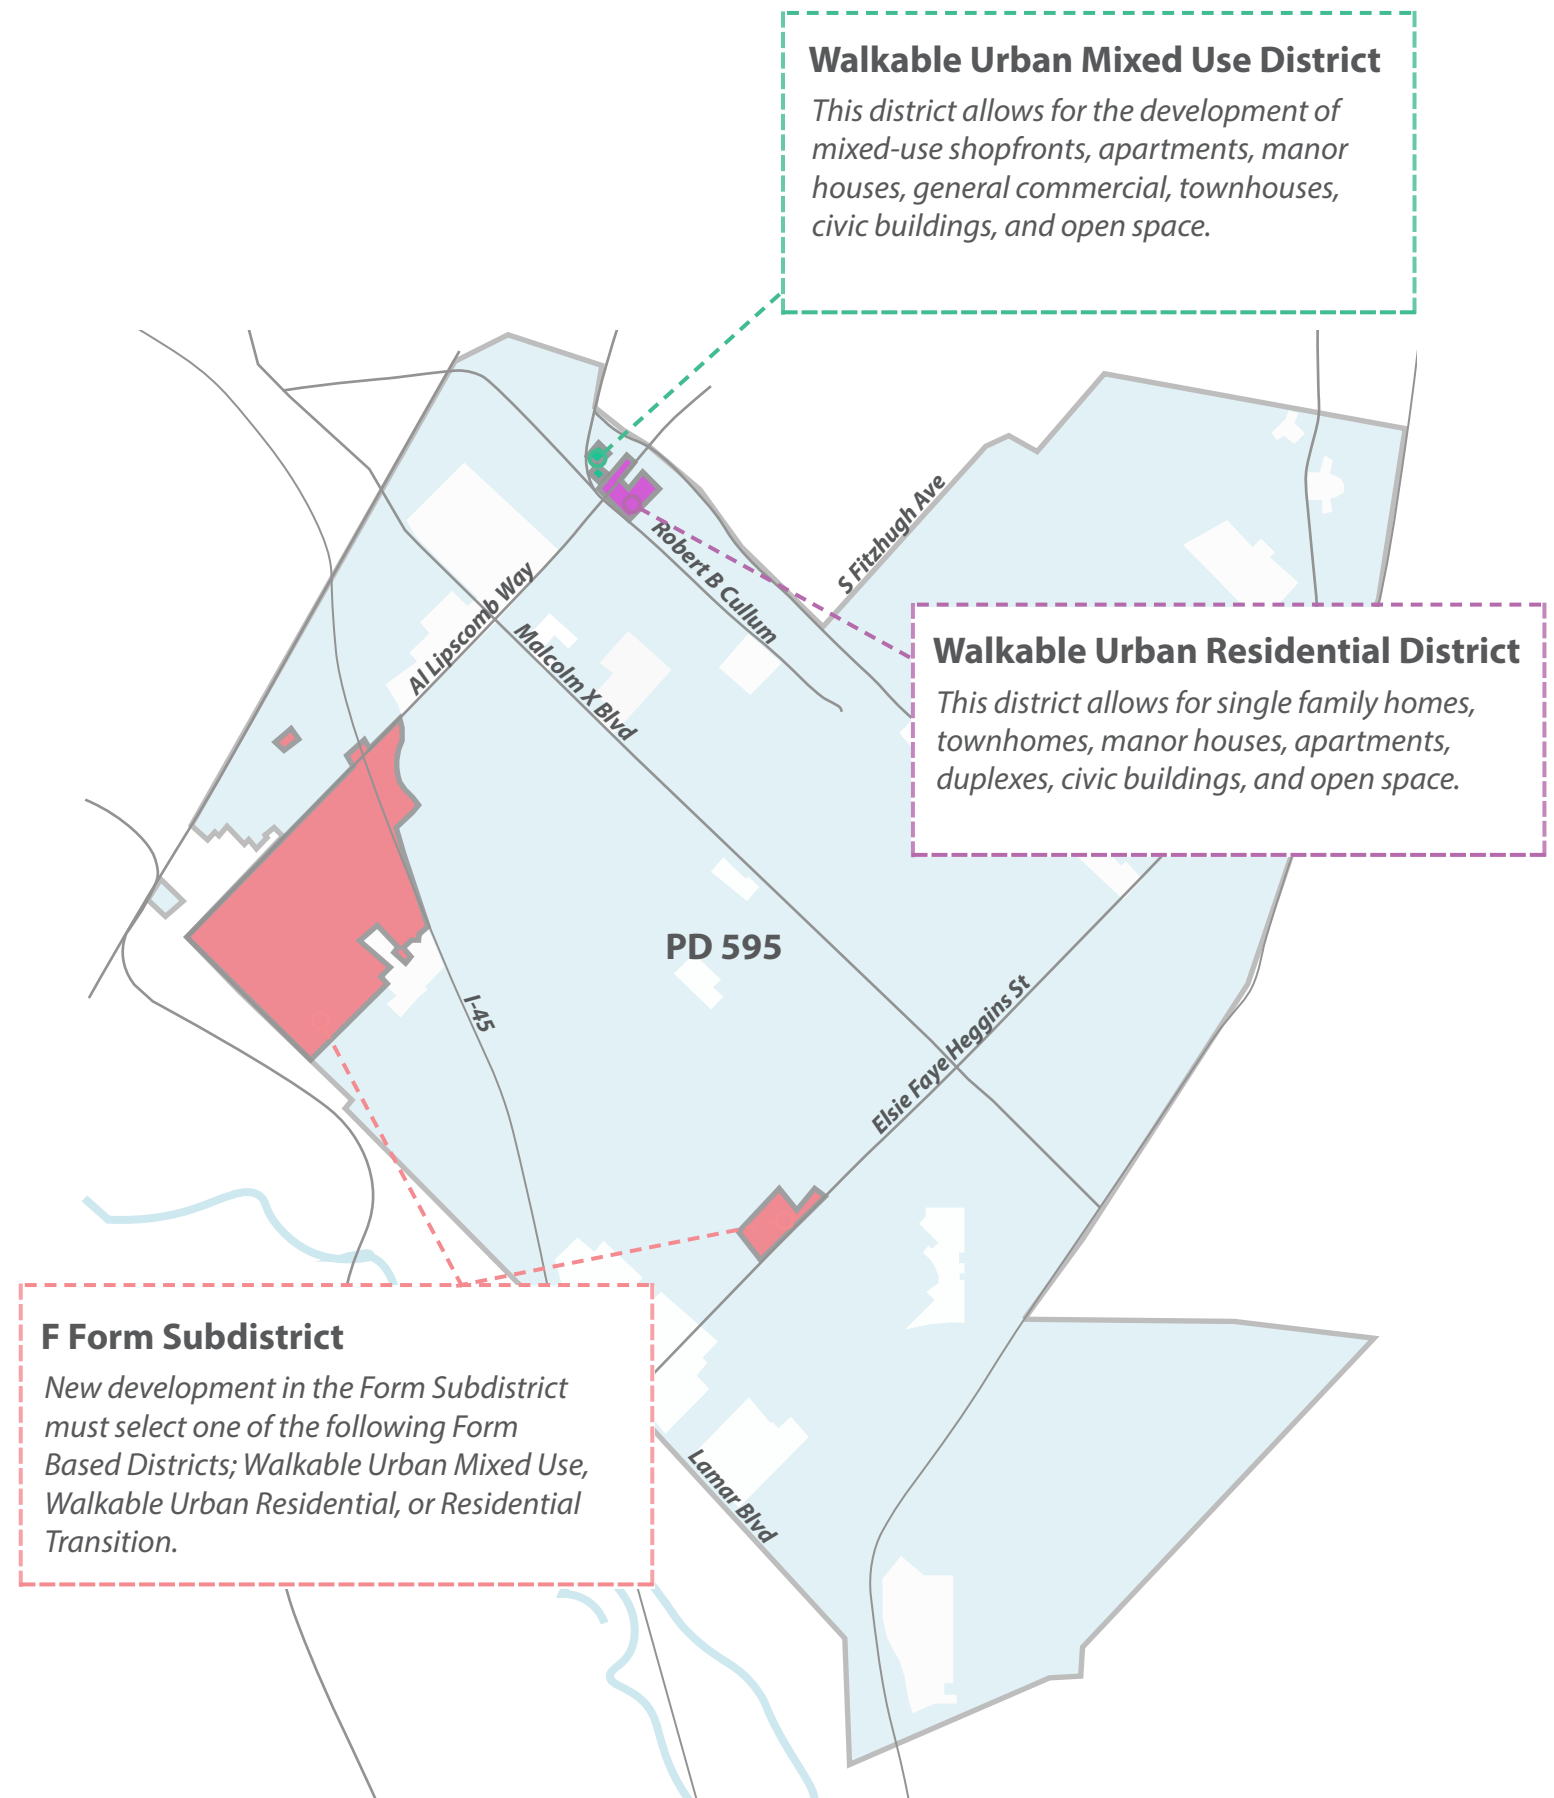 Walkable Urban Mixed Use District
This district allows for the development of
mixed-use shopfronts, apartments, manor
houses, general commercial, townhouses,
civic buildings, and open space.
S Fitzhugh Ave
Robert B Cullum
Al Lipscomb Way
Malcolm X Blvd
Walkable Urban Residential District
This district allows for single family homes,
townhomes, manor houses, apartments,
duplexes, civic buildings, and open space.
PD 595
I-45
Elsie Faye Heggins St
F Form Subdistrict
New development in the Form Subdistrict
must select one of the following Form
Based Districts; Walkable Urban Mixed Use,
Walkable Urban Residential, or Residential
Transition.
Lamar Blvd